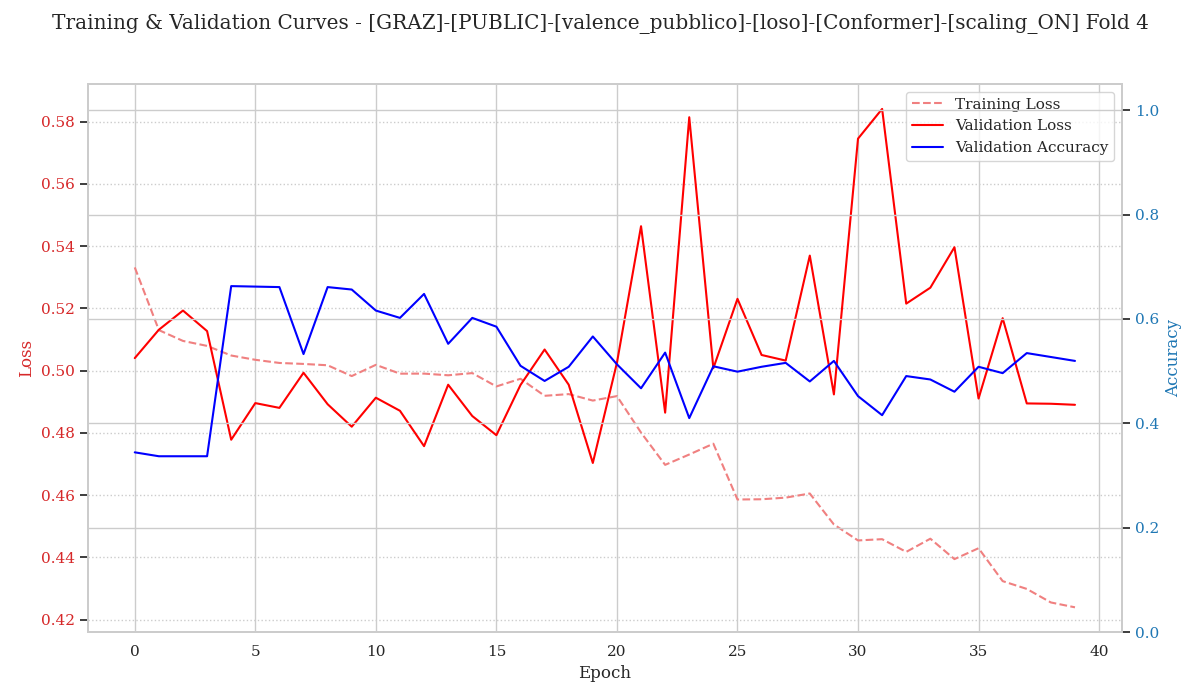 Training & Validation Curves - [GRAZ]-[PUBLIC]-[valence_pubblico]-[loso]-[Conformer]-[scaling_ON] Fold 4
Training Loss
Validation Loss
Validation Accuracy
Loss
0.58
0.56
0.54
0.52
0.50
0.48
0.46
0.44
0.42
1.0
0.8
0.6
0.4
0.2
0.0
Accuracy
0 5 10 15 20 25 30 35 40
Epoch